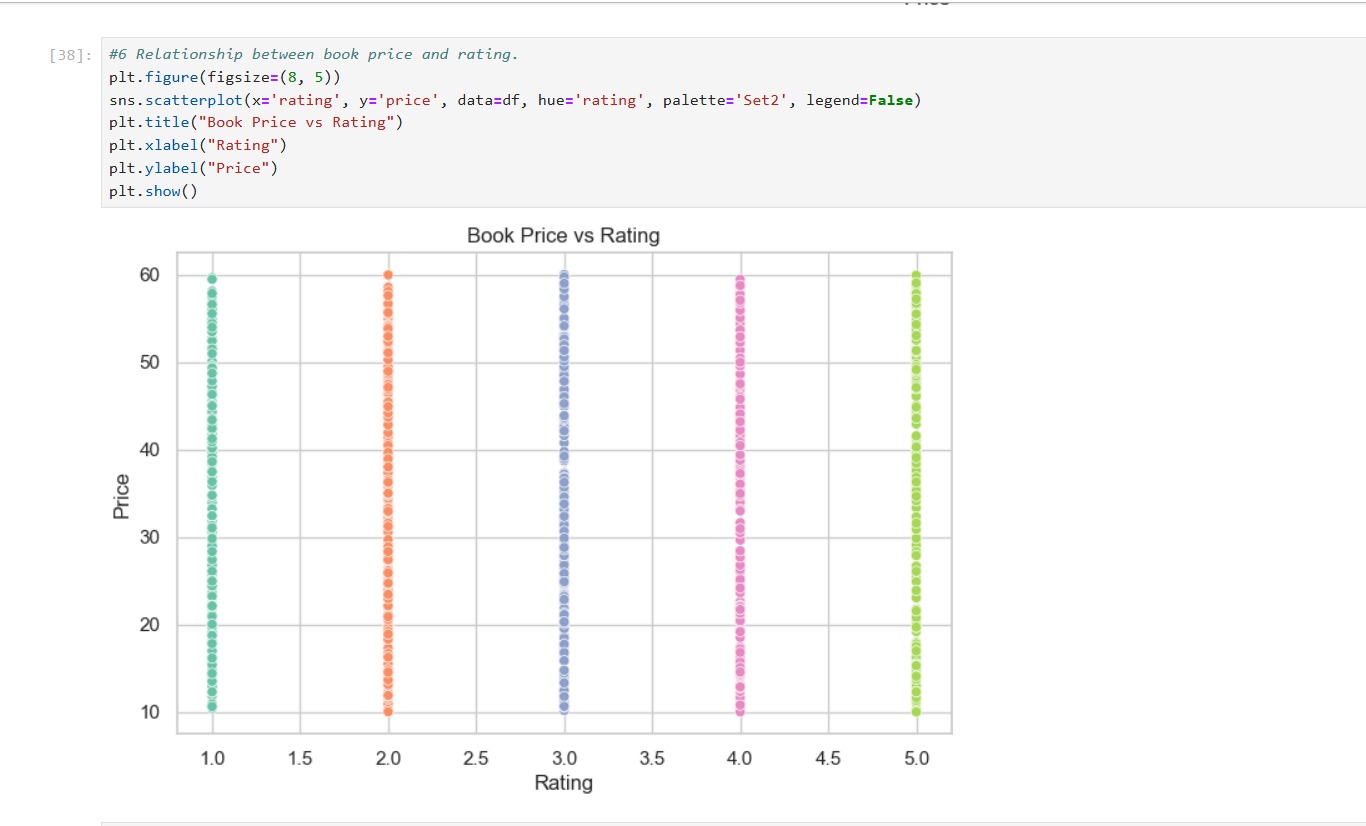 [38]:
#6 Relationship between book price and rating.
plt.figure(figsize=(8, 5))
sns.scatterplot(x='rating', y='price', data=df, hue='rating', palette='Set2', legend=False)
plt.title("Book Price vs Rating")
plt.xlabel("Rating")
plt.ylabel("Price")
plt.show()
Book Price vs Rating
60
50
40
30
20
10
Price
1.0 1.5 2.0 2.5 3.0 3.5 4.0 4.5 5.0
Rating